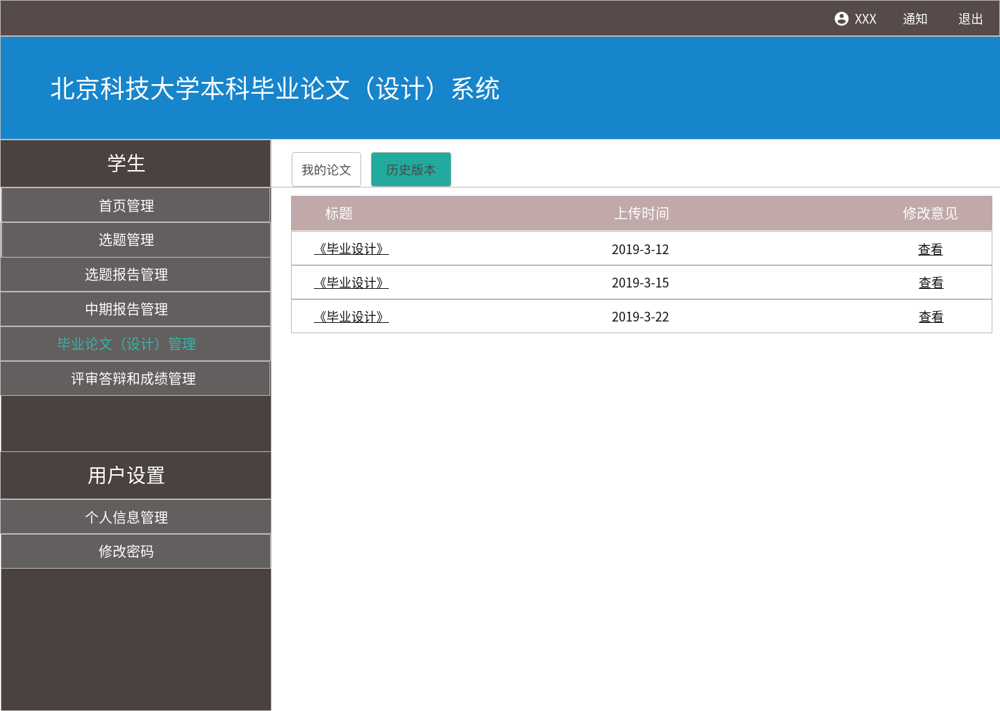 XXX 通知 退出
北京科技大学本科毕业论文（设计）系统
学生
首页管理
选题管理
选题报告管理
中期报告管理
毕业论文（设计）管理
评审答辩和成绩管理
用户设置
个人信息管理
修改密码
我的论文 历史版本
标题 上传时间 修改意见
《毕业设计》 2019-3-12 查看
《毕业设计》 2019-3-15 查看
《毕业设计》 2019-3-22 查看